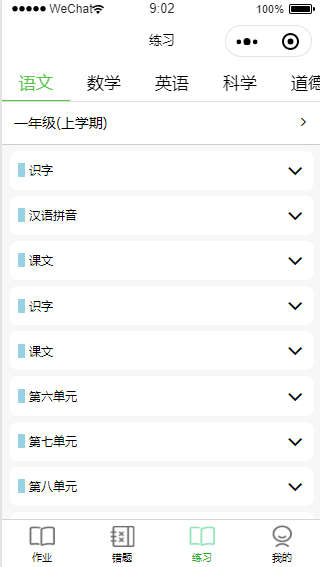 WeChat 9:02 100%
练习
语文 数学 英语 科学 道德
一年级(上学期)
识字
汉语拼音
课文
识字
课文
第六单元
第七单元
第八单元
作业 错题 练习 我的